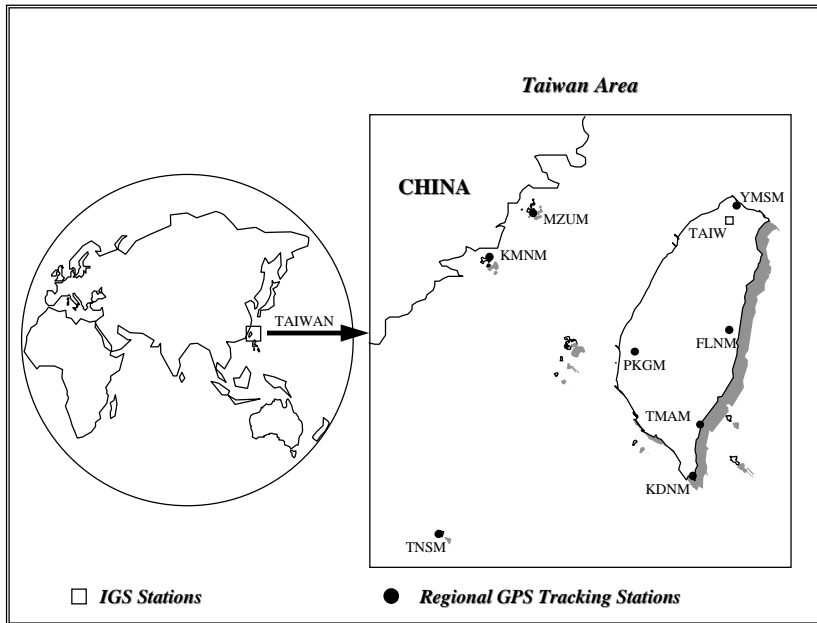 Taiwan Area
CHINA
YMSM
MZUM
TAIW
KMNM
TAIWAN
FLNM
PKGM
TMAM
KDNM
TNSM
IGS Stations
Regional GPS Tracking Stations